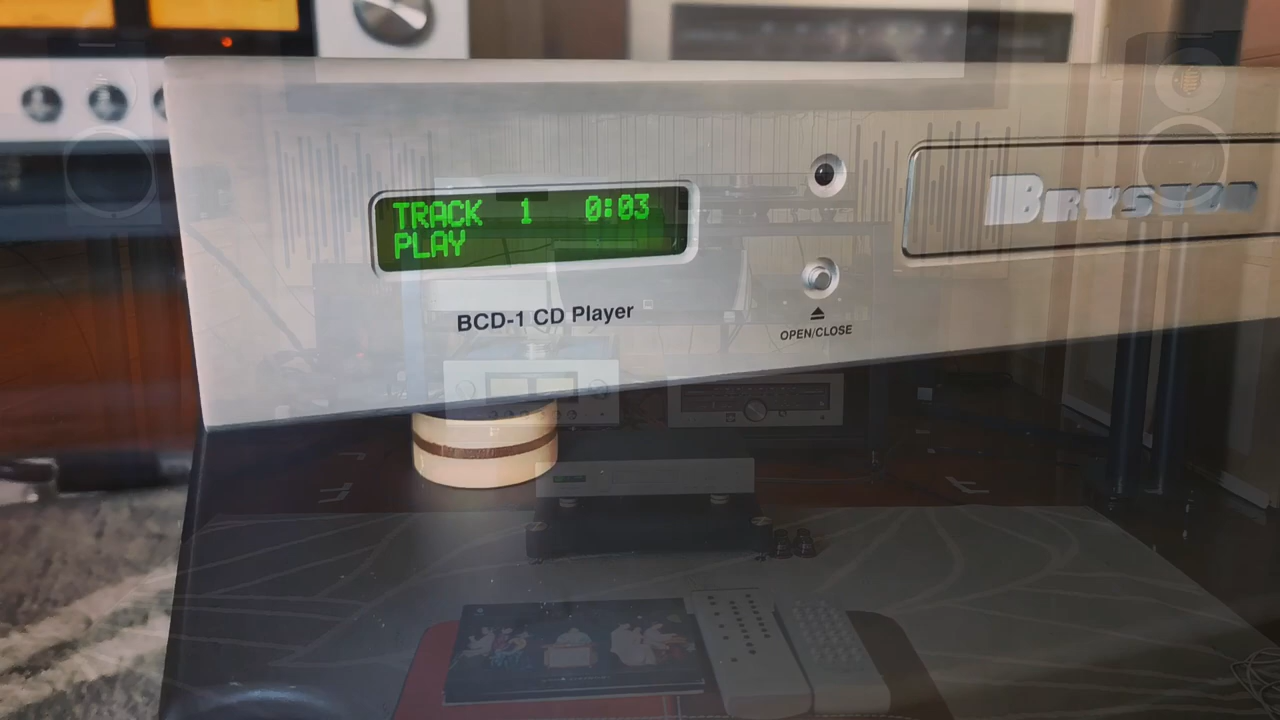 TRACK 1 0:03
PLAY
BRYSTON
BCD-1 CD Player
OPEN/CLOSE